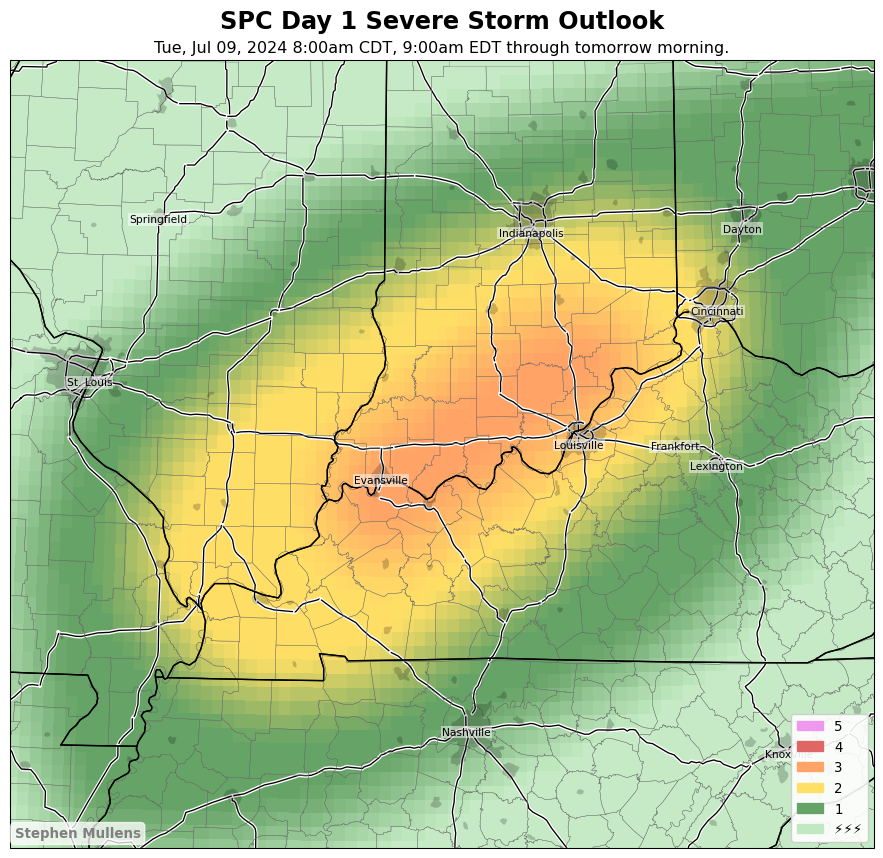 SPC Day 1 Severe Storm Outlook
Tue, Jul 09, 2024 8:00am CDT, 9:00am EDT through tomorrow morning.
Springfield
Indianapolis
Dayton
Cincinnati
St. Louis
Louisville
Frankfort
Lexington
Evansville
Nashville
5
4
3
2
1
⚡⚡⚡
Stephen Mullens